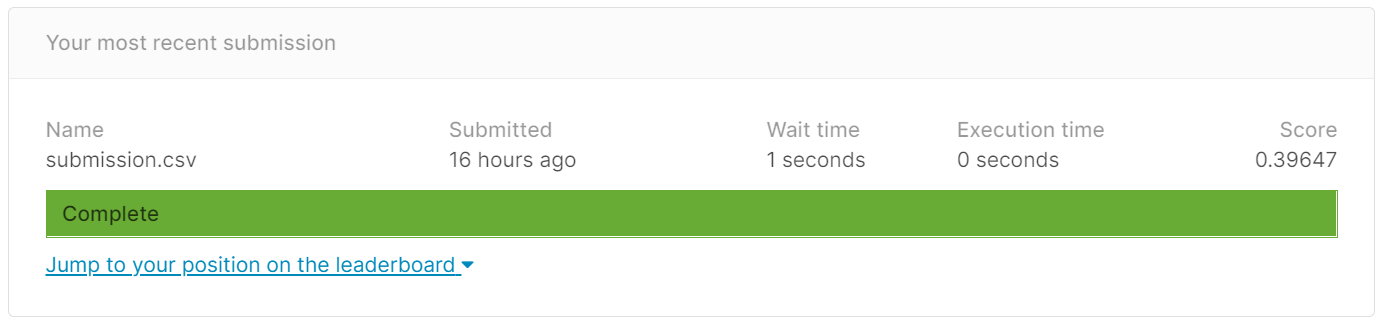 Your most recent submission
Name Submitted Wait time Execution time Score
submission.csv 16 hours ago 1 seconds 0 seconds 0.39647
Complete
Jump to your position on the leaderboard